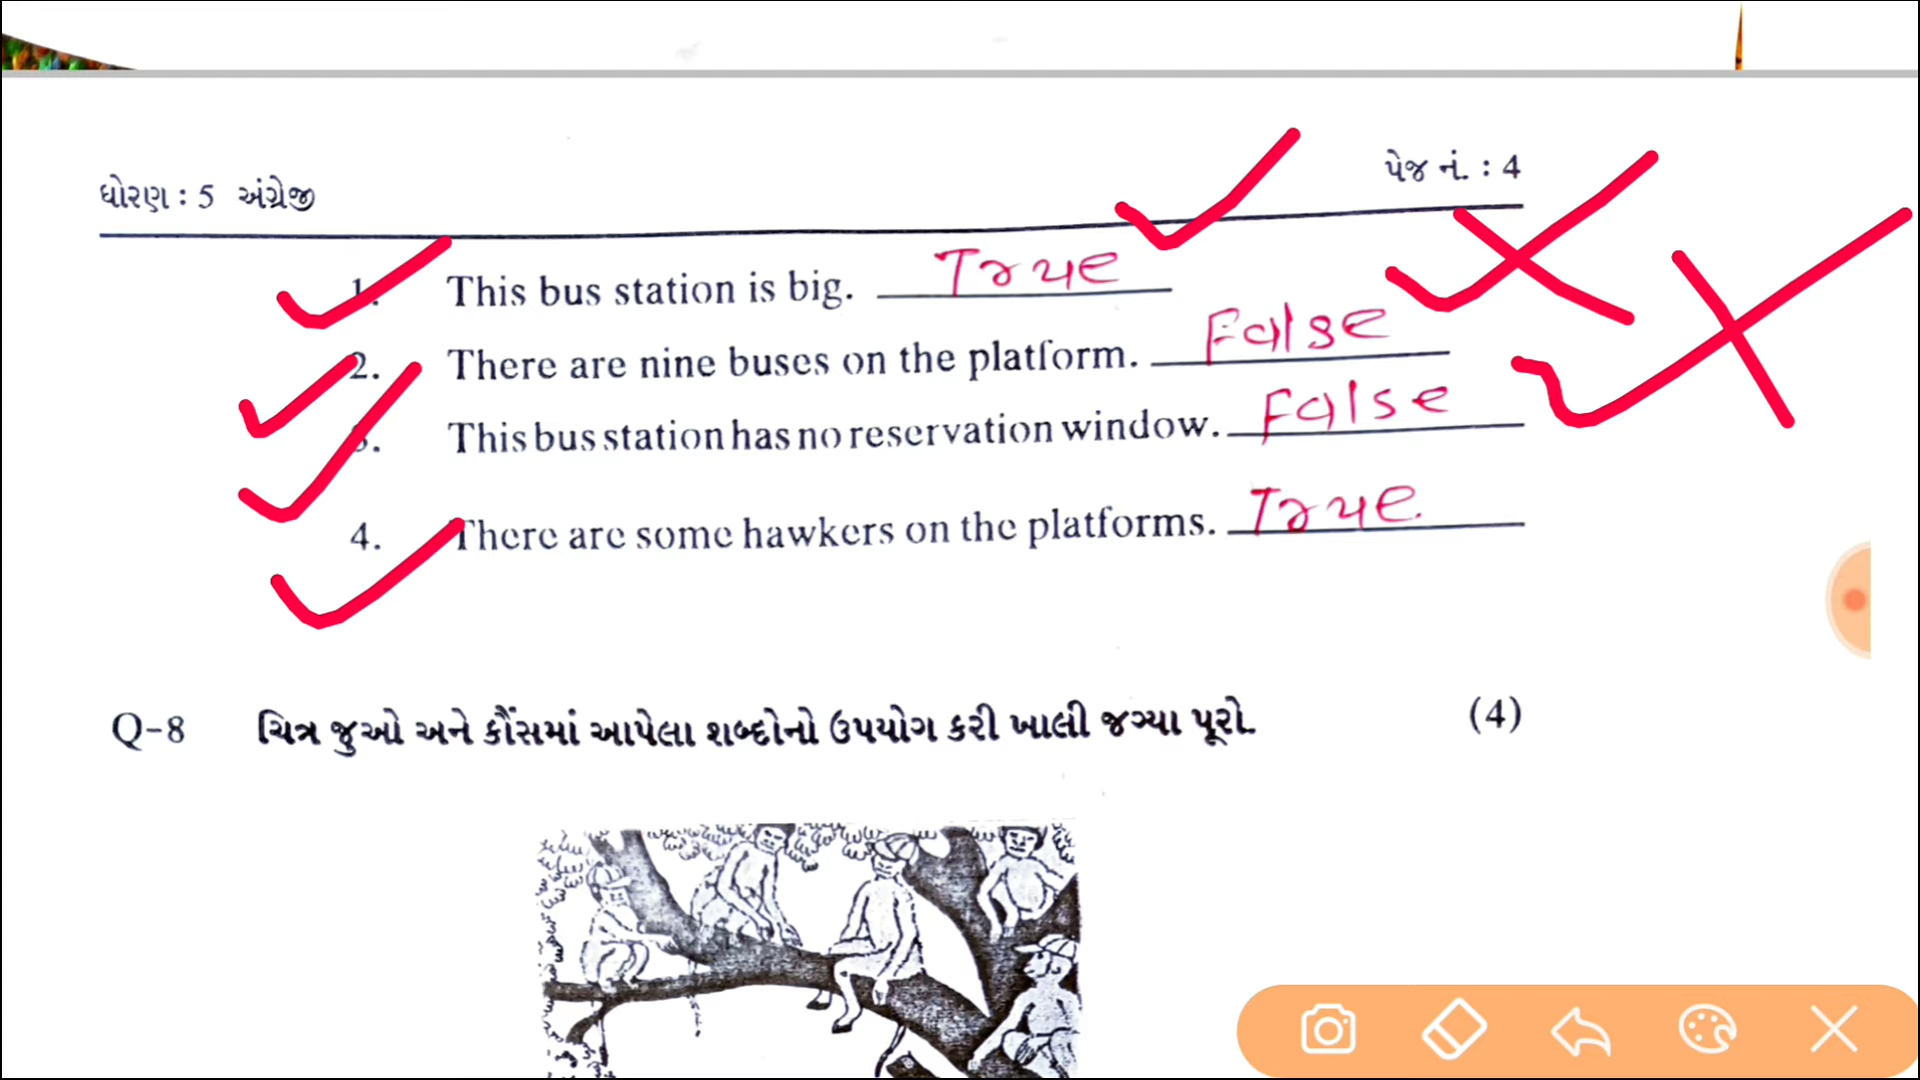 ધોરણ : 5 અંગ્રેજી
પેજ નં. : 4
1. This bus station is big. True
2. There are nine buses on the platform. False
3. This bus station has no reservation window. False
4. There are some hawkers on the platforms. True
Q-8 ચિત્ર જુઓ અને કૌંસમાં આપેલા શબ્દોનો ઉપયોગ કરી ખાલી જગ્યા પૂરો. (4)